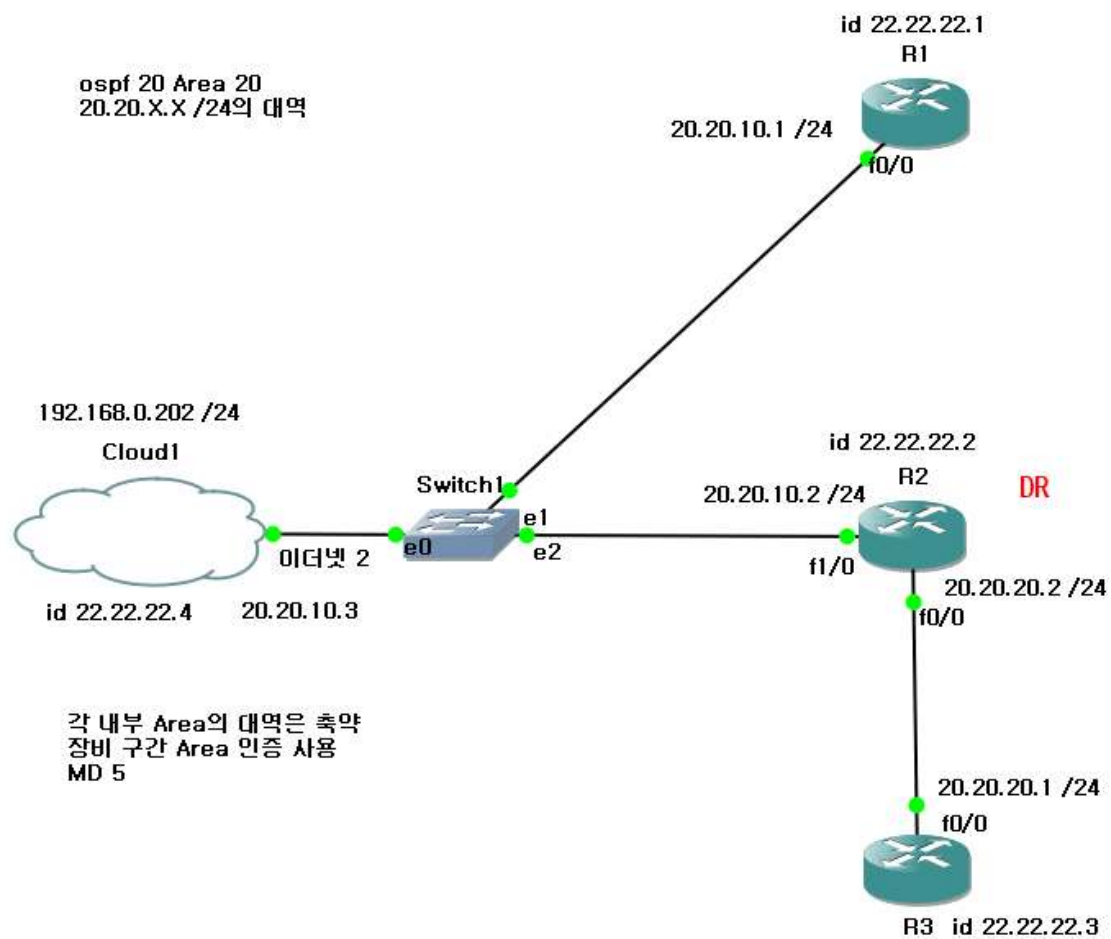 id 22.22.22.1
R1
ospf 20 Area 20
20.20.X.X /24의 대역
20.20.10.1 /24
f0/0
192.168.0.202 /24
Cloud1
id 22.22.22.2
R2
DR
Switch1
20.20.10.2 /24
e1
e0
e2
이더넷 2
f1/0
20.20.20.2 /24
f0/0
id 22.22.22.4
20.20.10.3
각 내부 Area의 대역은 축약
장비 구간 Area 인증 사용
MD 5
20.20.20.1 /24
f0/0
R3
id 22.22.22.3